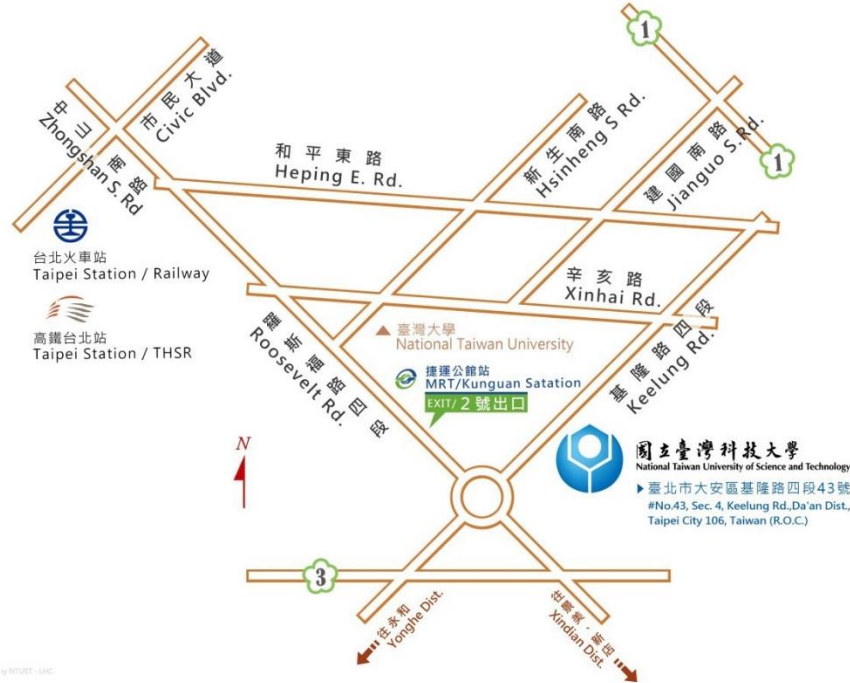 1
市民大道
Civic Blvd.
中山南路
Zhongshan S. Rd
和平東路
Heping E. Rd.
新生南路
Hsinheng S Rd.
建國南路
Jianguo S.Rd.
1
台北火車站
Taipei Station / Railway
高鐵台北站
Taipei Station / THSR
辛亥路
Xinhai Rd.
羅斯福路四段
Roosevelt Rd.
臺灣大學
National Taiwan University
捷運公館站
MRT/Kunguan Satation
EXIT/ 2 號出口
基隆路四段
Keelung Rd.
N
國立臺灣科技大學
National Taiwan University of Science and Technology
臺北市大安區基隆路四段43號
#No.43, Sec. 4, Keelung Rd.,Da'an Dist.,
Taipei City 106, Taiwan (R.O.C.)
3
往永和
Yonghe Dist.
往景美、新店
Xindian Dist.